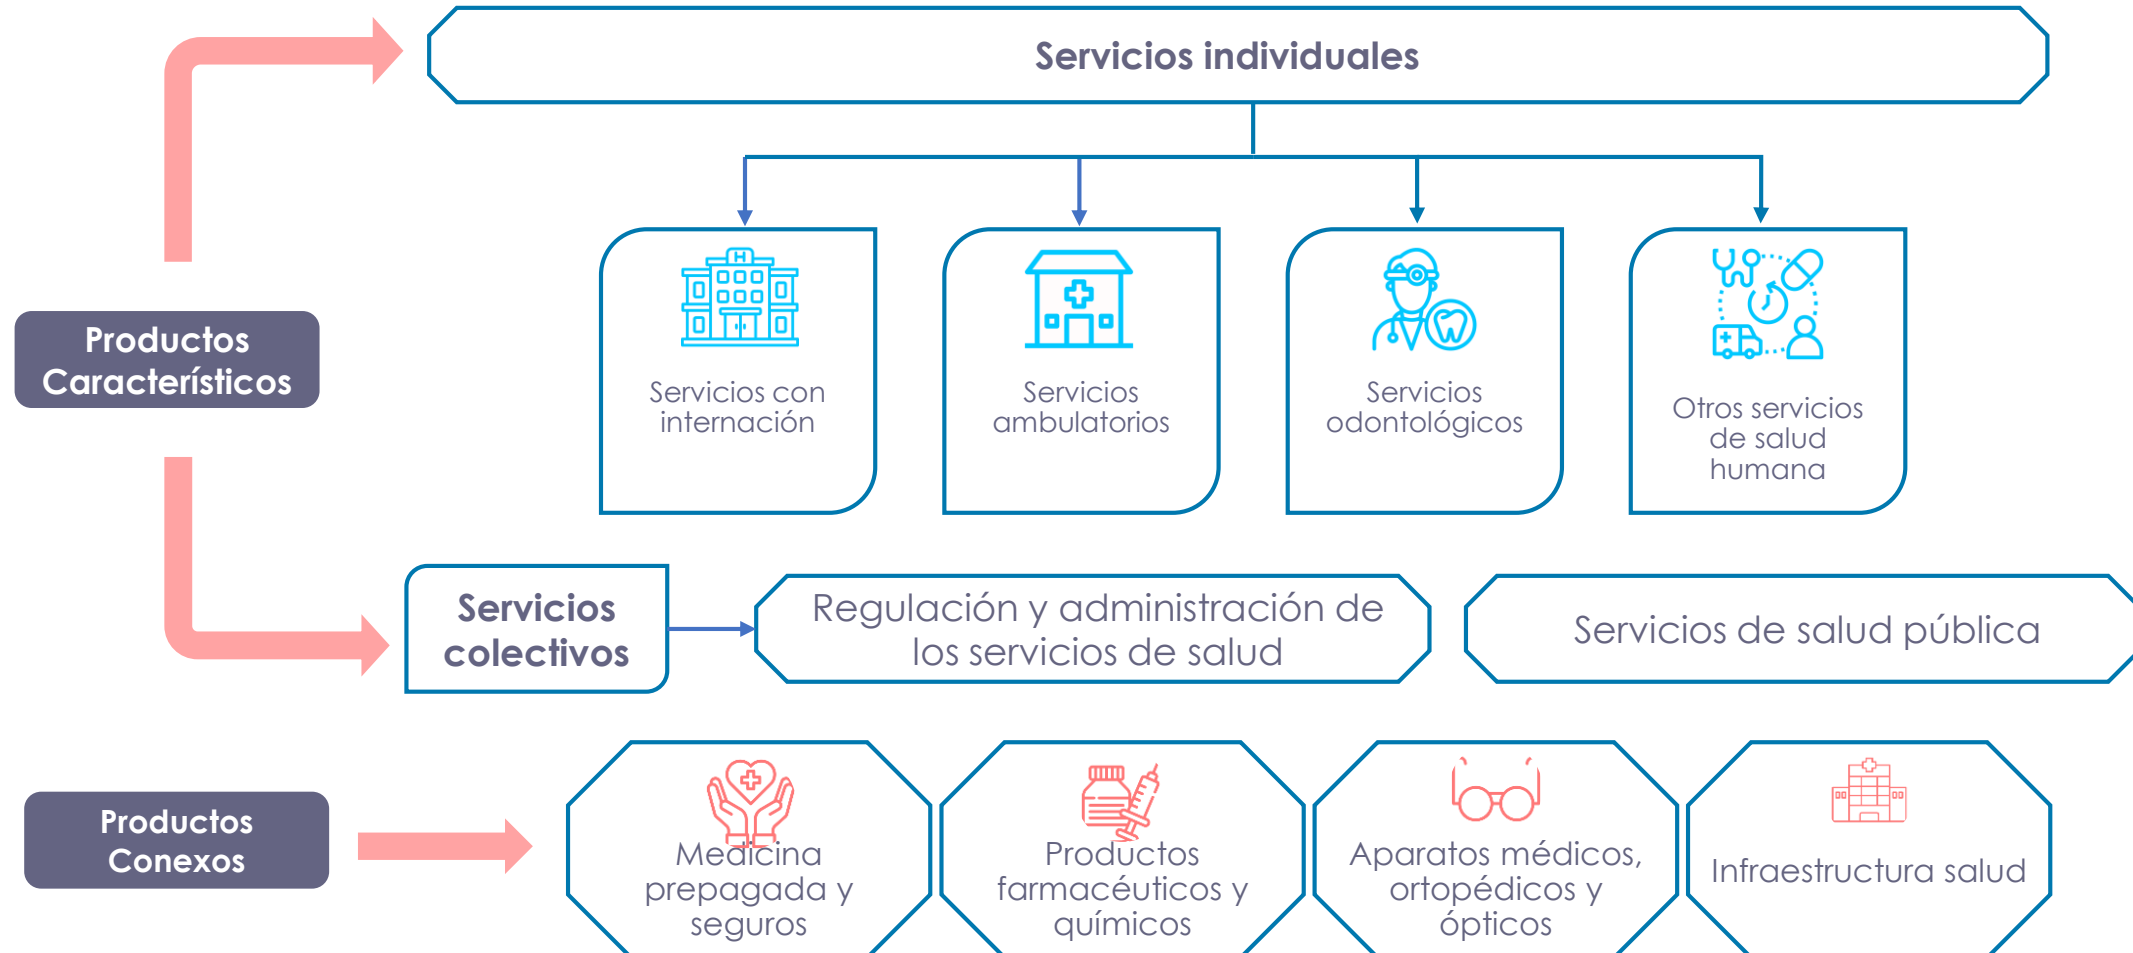 Servicios individuales
Productos
Característicos
Servicios con
internación
Servicios
ambulatorios
Servicios
odontológicos
Otros servicios
de salud
humana
Servicios
colectivos
Regulación y administración de
los servicios de salud
Servicios de salud pública
Productos
Conexos
Medicina
prepagada y
seguros
Productos
farmacéuticos y
químicos
Aparatos médicos,
ortopédicos y
ópticos
Infraestructura salud